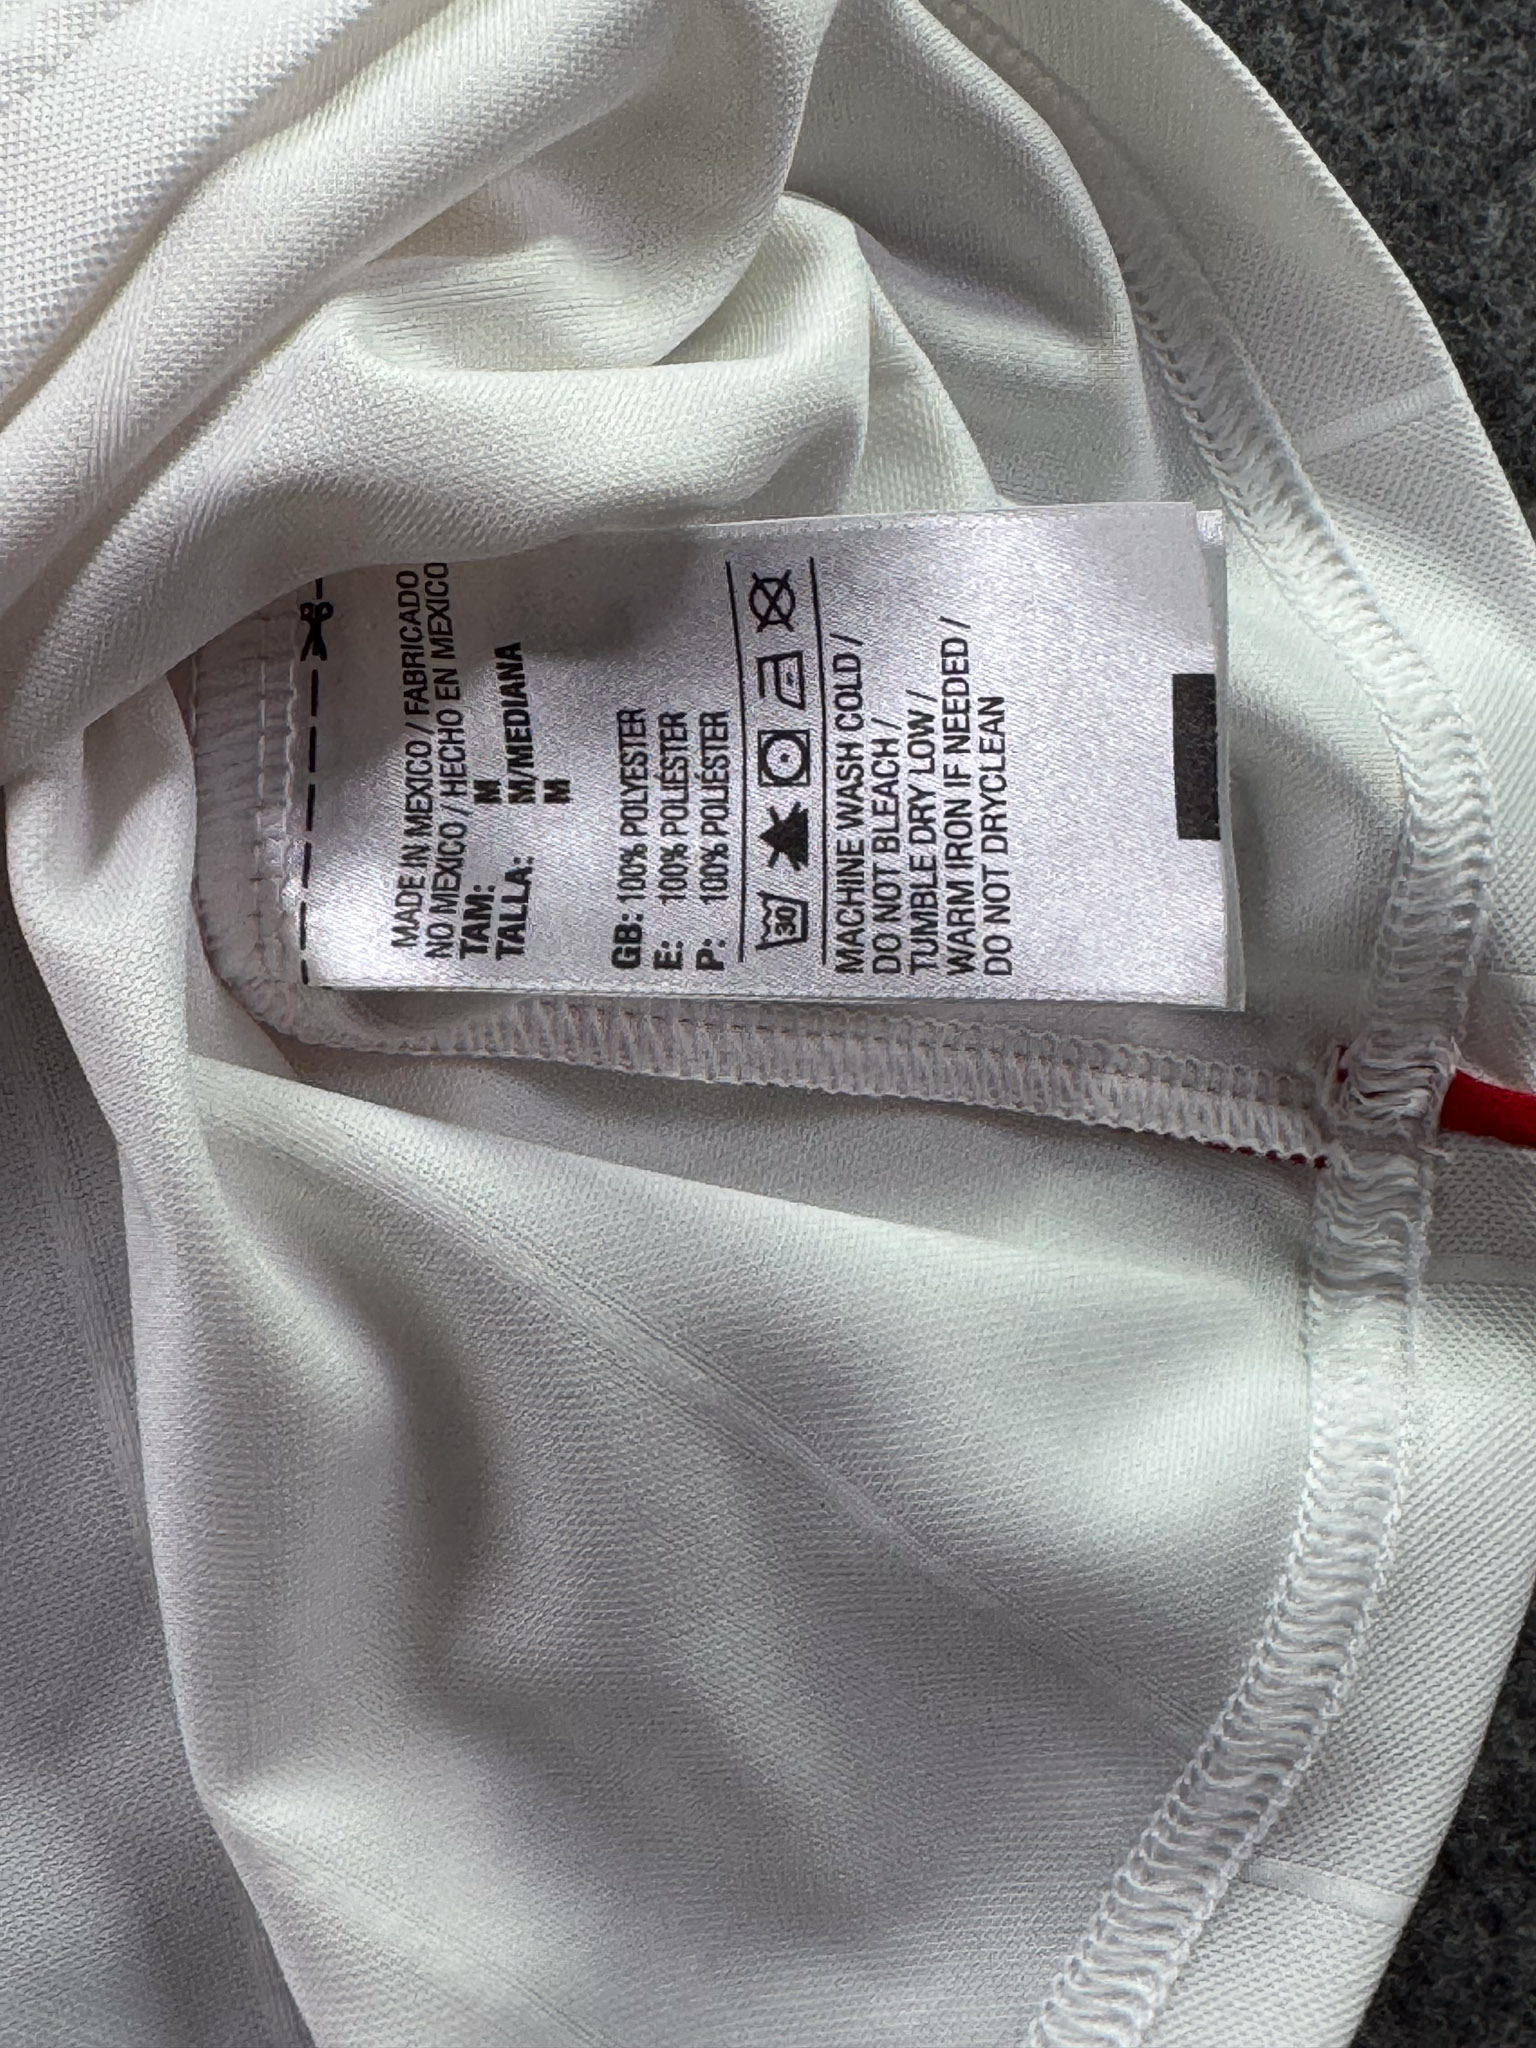 MADE IN MEXICO / FABRICADO
NO MEXICO / HECHO EN MEXICO
M
TAM: M/MEDIANA
TALLA: M
GB: 100% POLYESTER
E: 100% POLIÉSTER
P: 100% POLIÉSTER
30
MACHINE WASH COLD /
DO NOT BLEACH /
TUMBLE DRY LOW /
WARM IRON IF NEEDED /
DO NOT DRYCLEAN